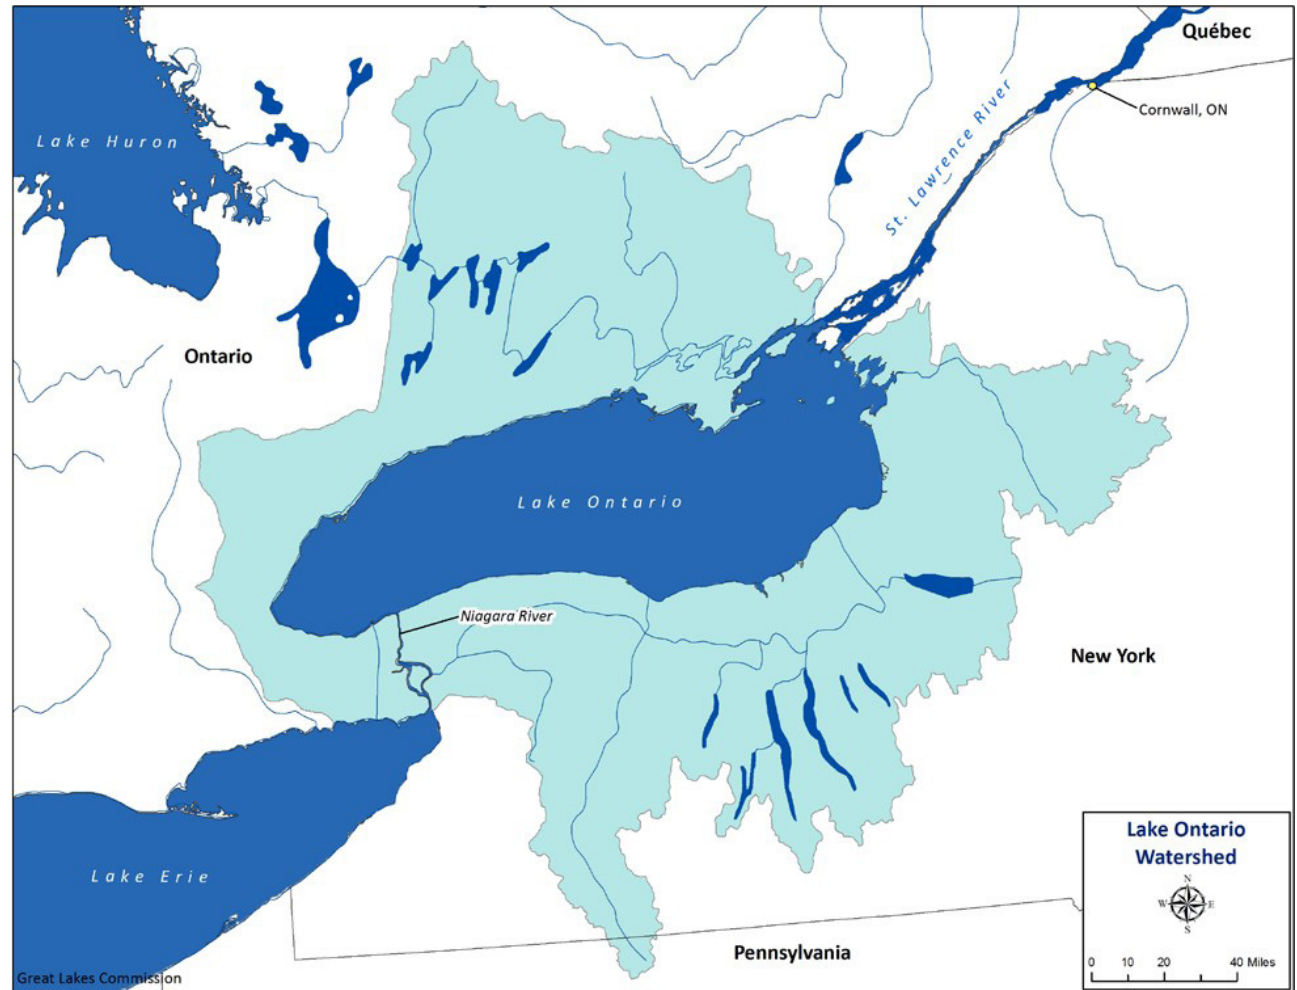 Québec
Cornwall, ON
Lake Huron
St. Lawrence River
Ontario
Lake Ontario
Niagara River
New York
Lake Erie
Pennsylvania
Lake Ontario
Watershed
N
W E
S
0 10 20 40 Miles
Great Lakes Commission